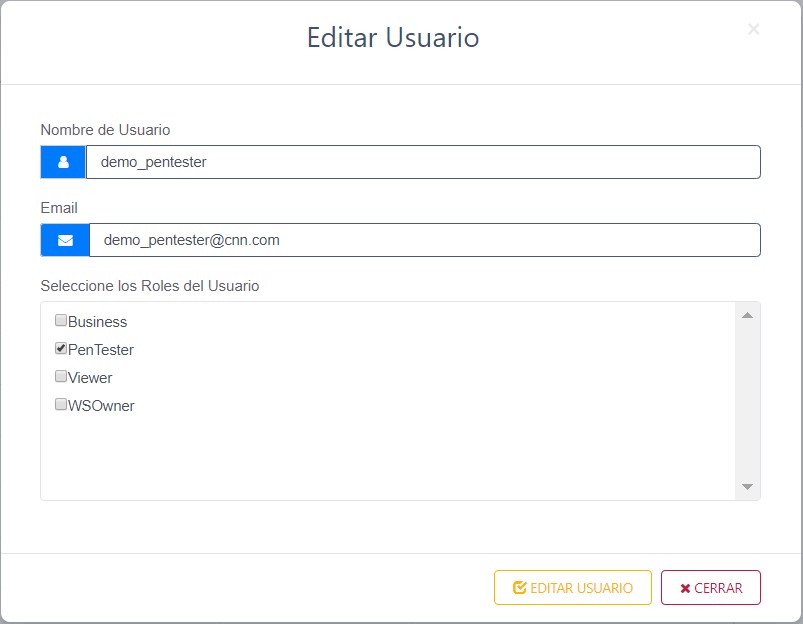 Editar Usuario
×
Nombre de Usuario
demo_pentester
Email
demo_pentester@cnn.com
Seleccione los Roles del Usuario
Business
PenTester
Viewer
WSOwner
EDITAR USUARIO
CERRAR